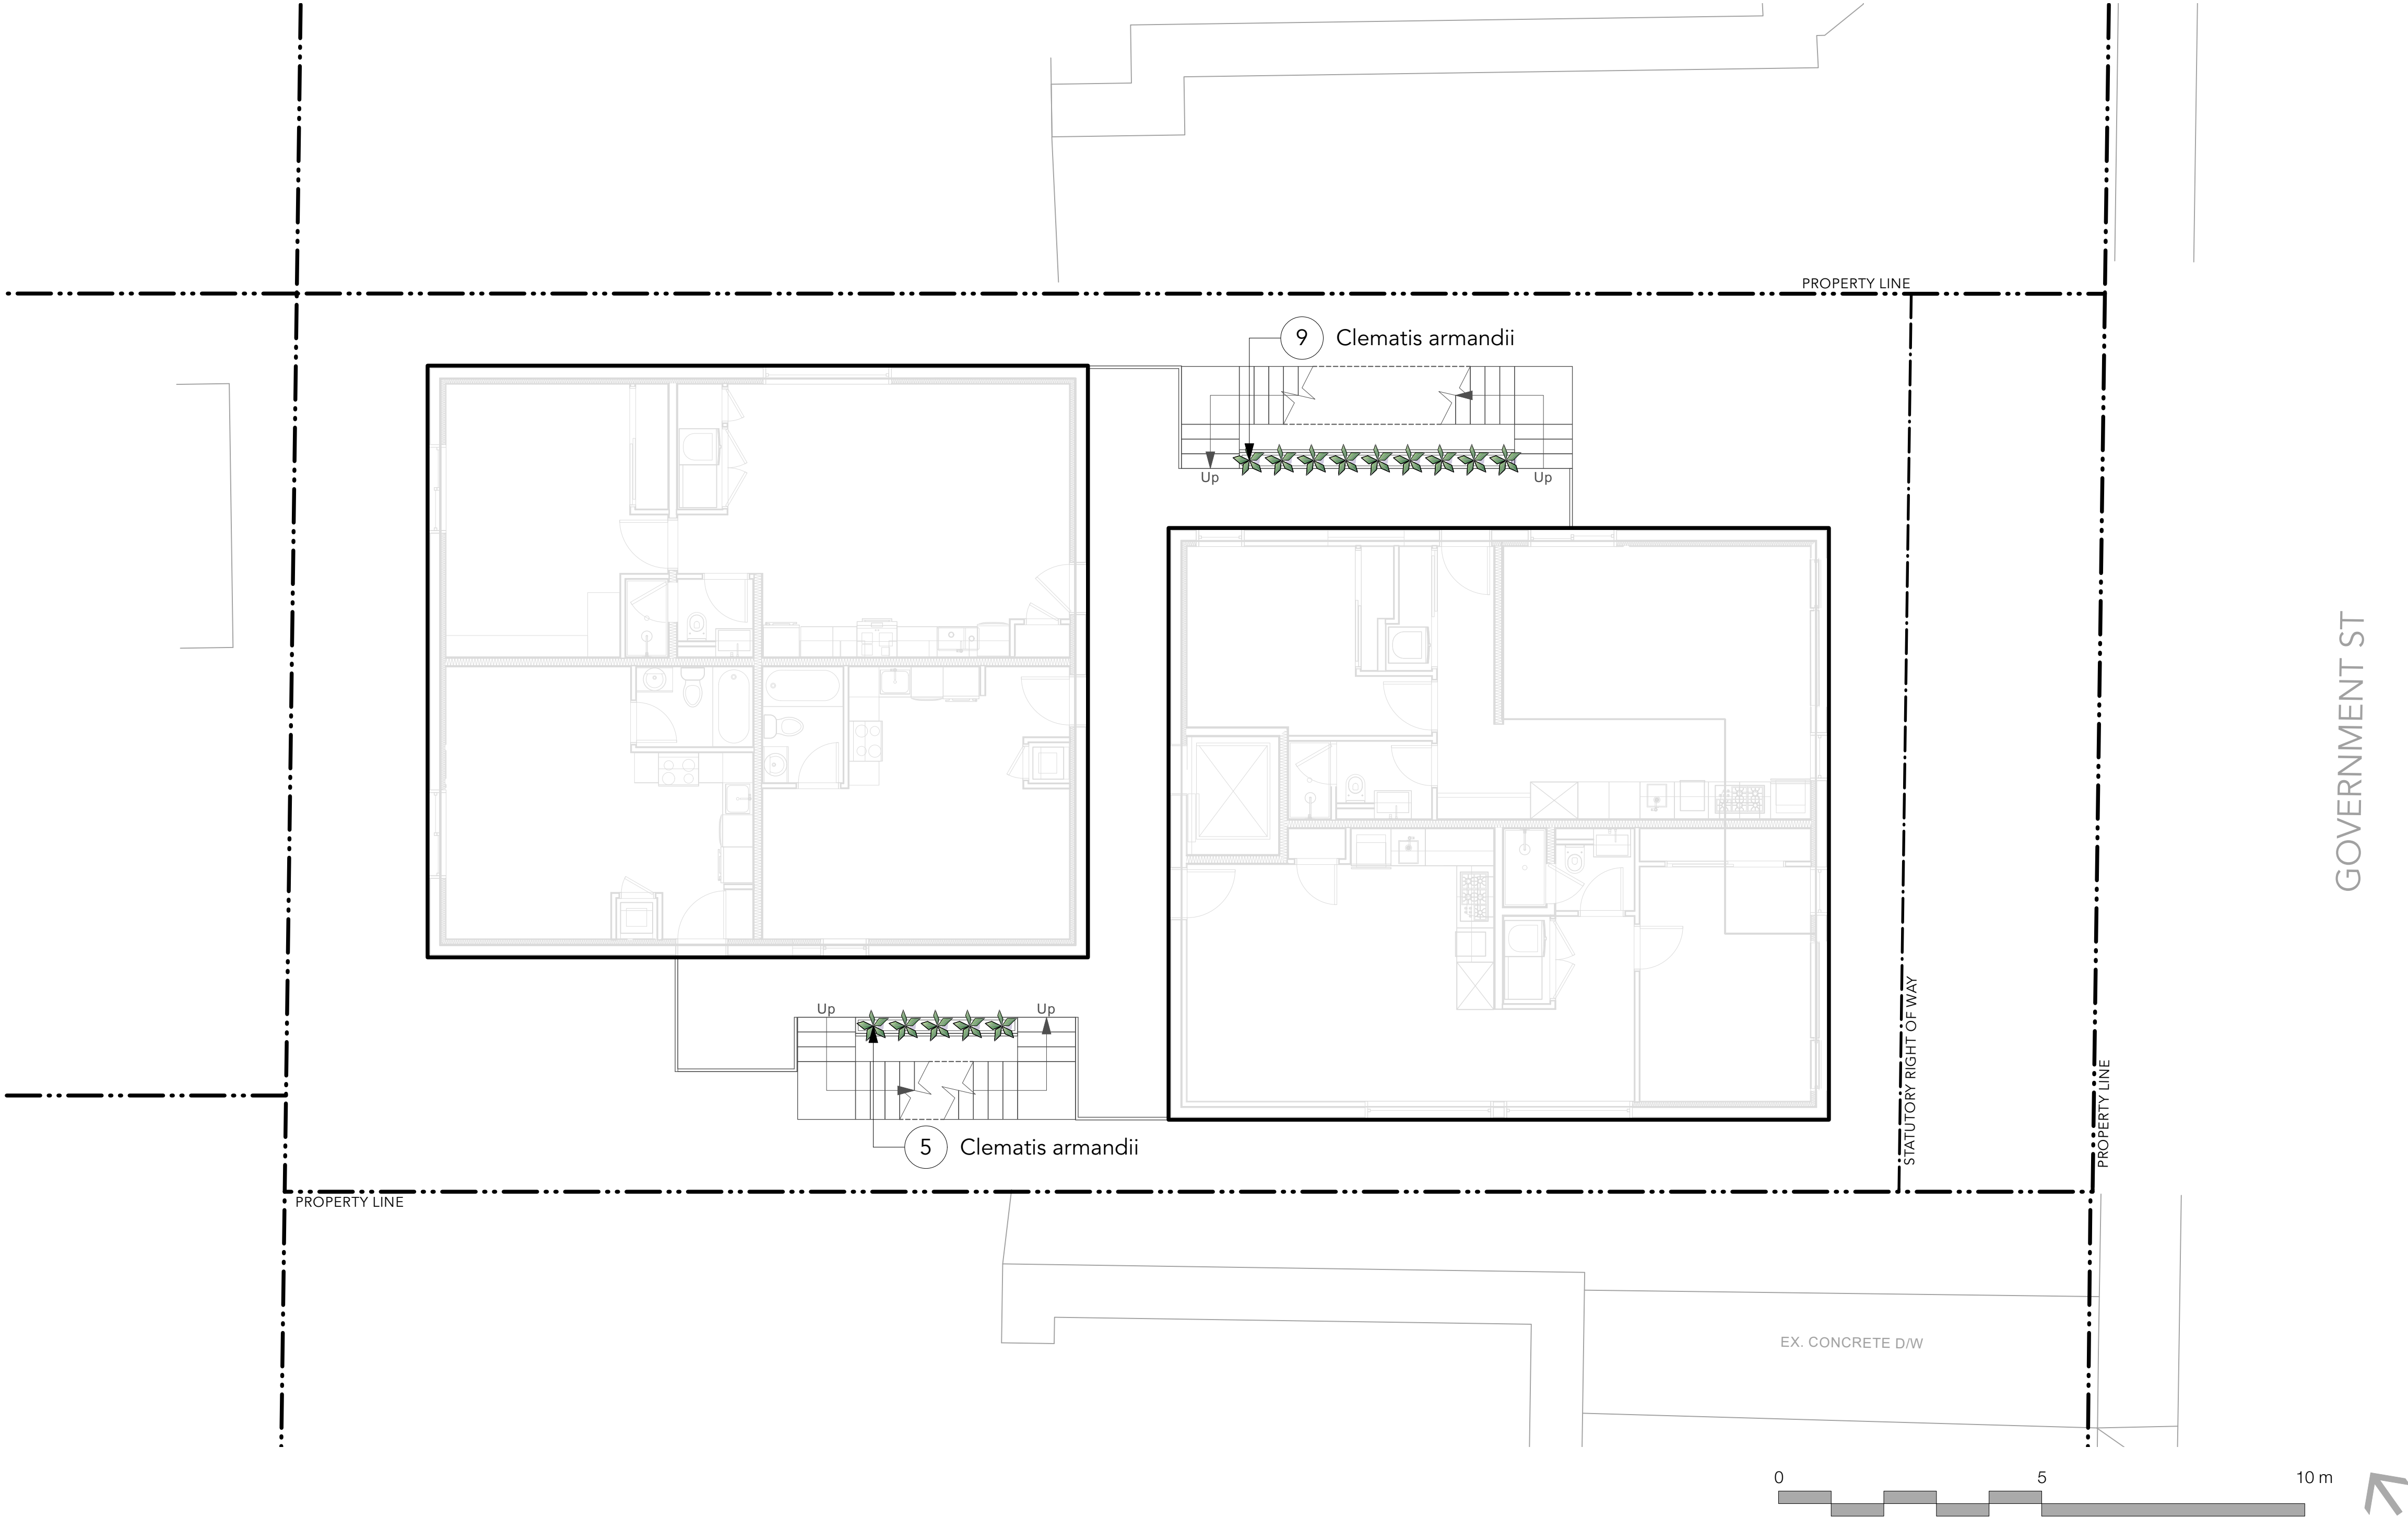 PROPERTY LINE
9 Clematis armandii
Up
Up
GOVERNMENT ST
STATUTORY RIGHT OF WAY
PROPERTY LINE
Up
Up
5 Clematis armandii
PROPERTY LINE
EX. CONCRETE D/W
0 5 10 m